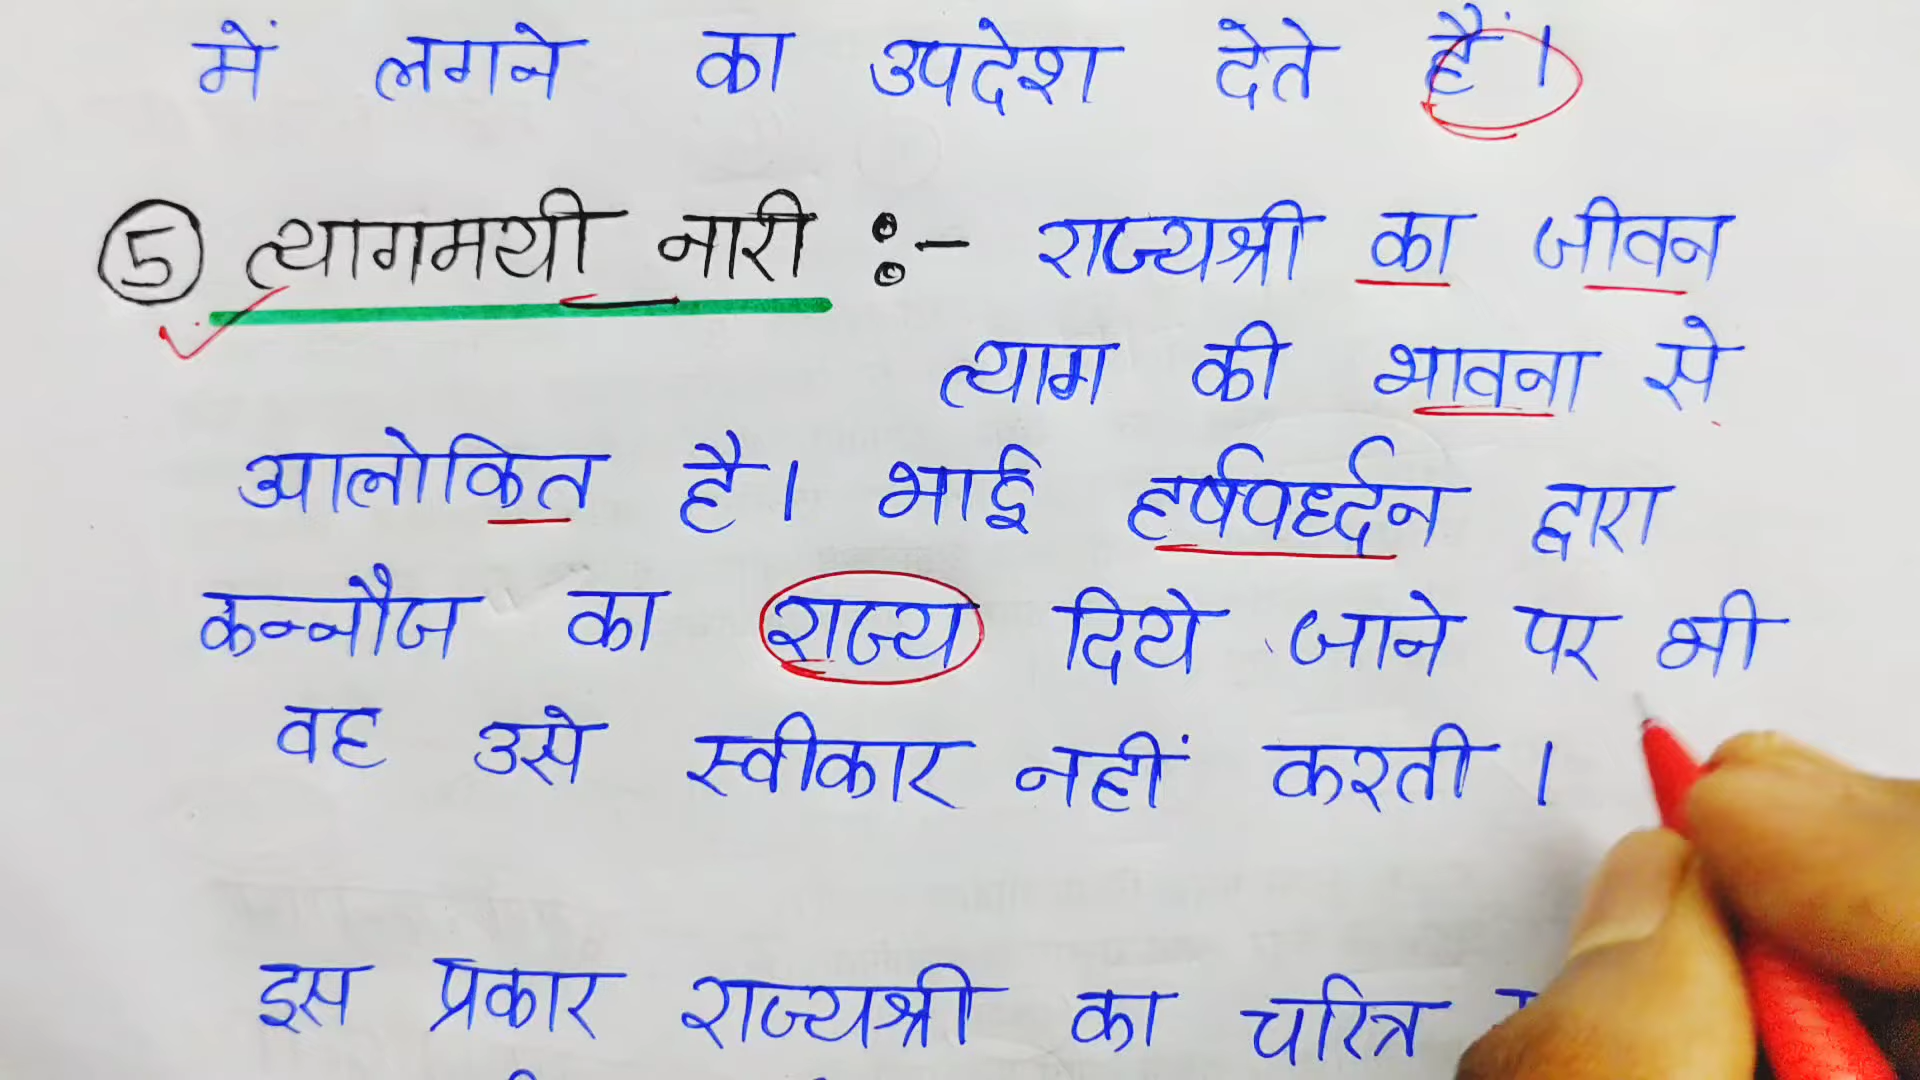 में लगने का उपदेश देते हैं।
5 त्यागमयी नारी :- राज्यश्री का जीवन
त्याग की भावना से
आलोकित है। भाई हर्षवर्द्धन द्वारा
कन्नौज का राज्य दिये जाने पर भी
वह उसे स्वीकार नहीं करती ।
इस प्रकार राज्यश्री का चरित्र